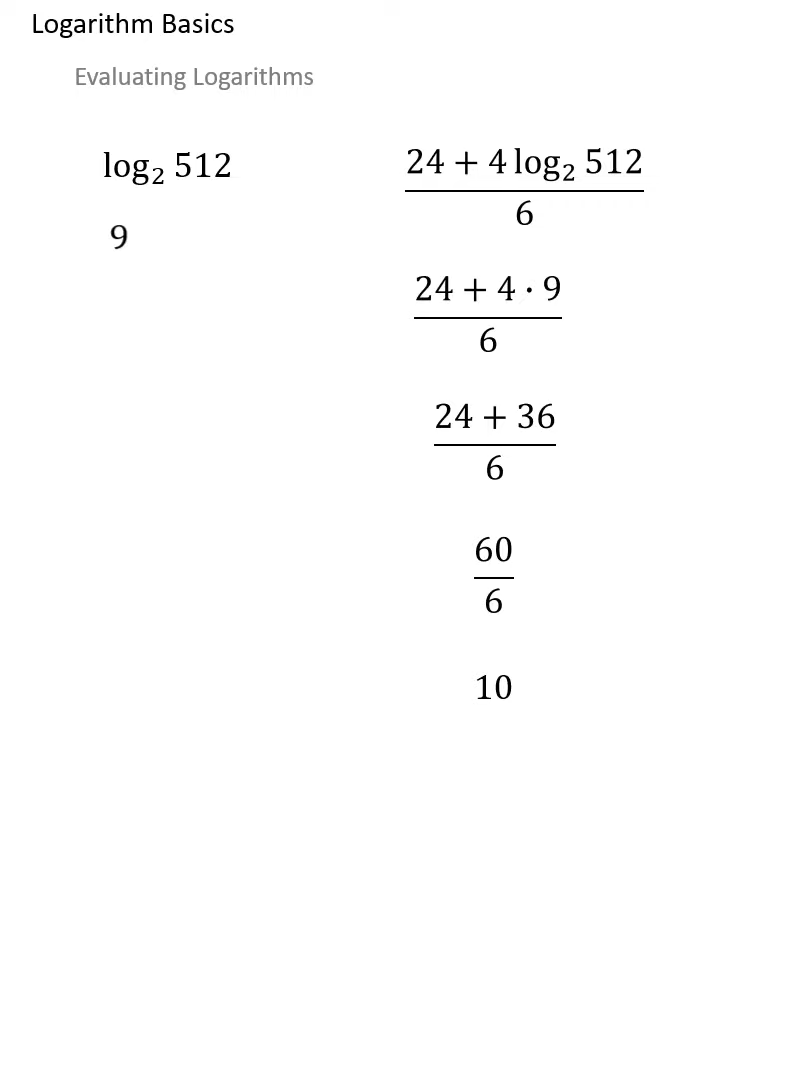 Logarithm Basics
Evaluating Logarithms
log₂ 512
9
24 + 4 log₂ 512
6
24 + 4 · 9
6
24 + 36
6
60
6
10